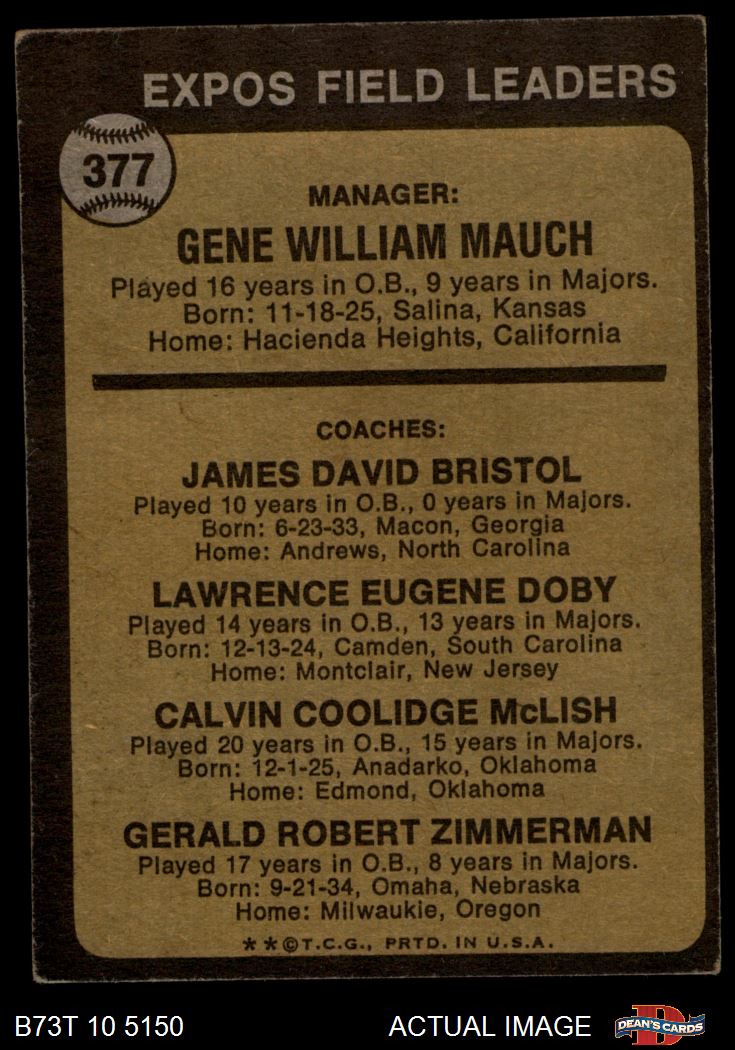 EXPOS FIELD LEADERS
377
MANAGER:
GENE WILLIAM MAUCH
Played 16 years in O.B., 9 years in Majors.
Born: 11-18-25, Salina, Kansas
Home: Hacienda Heights, California
COACHES:
JAMES DAVID BRISTOL
Played 10 years in O.B., 0 years in Majors.
Born: 6-23-33, Macon, Georgia
Home: Andrews, North Carolina
LAWRENCE EUGENE DOBY
Played 14 years in O.B., 13 years in Majors.
Born: 12-13-24, Camden, South Carolina
Home: Montclair, New Jersey
CALVIN COOLIDGE McLISH
Played 20 years in O.B., 15 years in Majors.
Born: 12-1-25, Anadarko, Oklahoma
Home: Edmond, Oklahoma
GERALD ROBERT ZIMMERMAN
Played 17 years in O.B., 8 years in Majors.
Born: 9-21-34, Omaha, Nebraska
Home: Milwaukie, Oregon
**©T.C.G., PRTD. IN U.S.A.
B73T 10 5150 ACTUAL IMAGE D DEAN'S CARDS